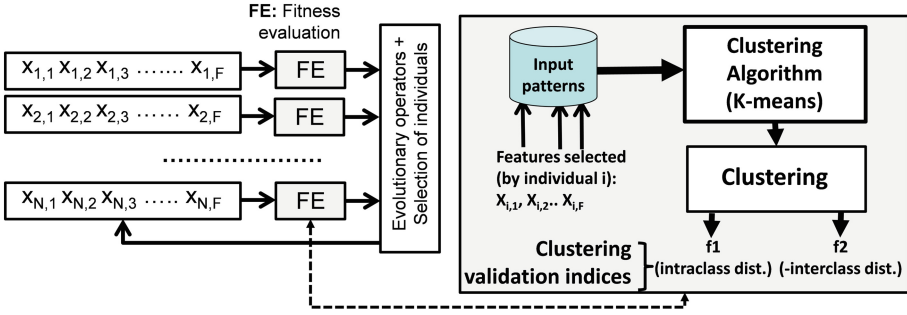 FE: Fitness
evaluation
X1,1 X1,2 X1,3 ....... X1,F
FE
X2,1 X2,2 X2,3 ...... X2,F
FE
XN,1 XN,2 XN,3 ..... XN,F
FE
Evolutionary operators +
Selection of individuals
Input
patterns
Clustering
Algorithm
(K-means)
Features selected
(by individual i):
Xi,1, Xi,2.. Xi,F
Clustering
f1
f2
(intraclass dist.) (-interclass dist.)
Clustering
validation indices